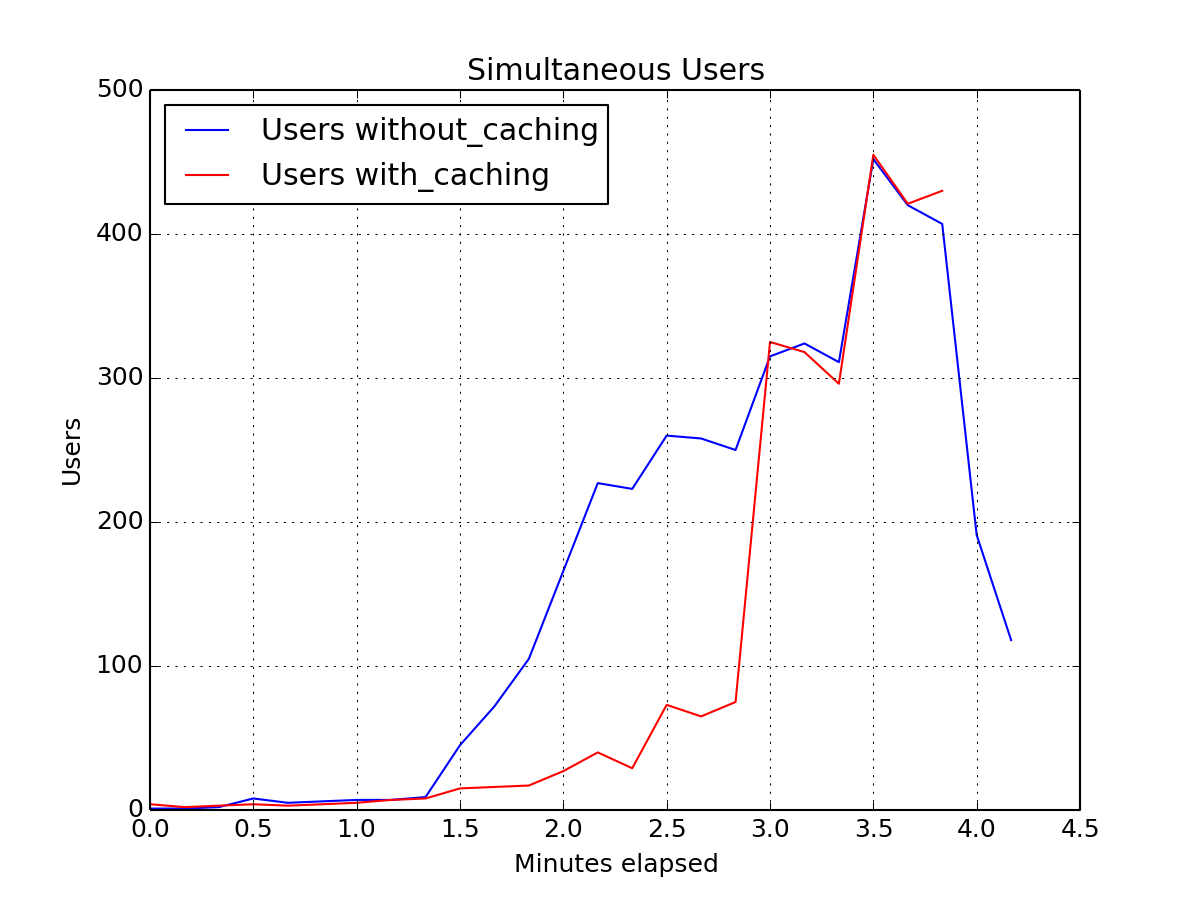 Simultaneous Users
500
Users without_caching
Users with_caching
400
300
Users
200
100
0
0.0 0.5 1.0 1.5 2.0 2.5 3.0 3.5 4.0 4.5
Minutes elapsed